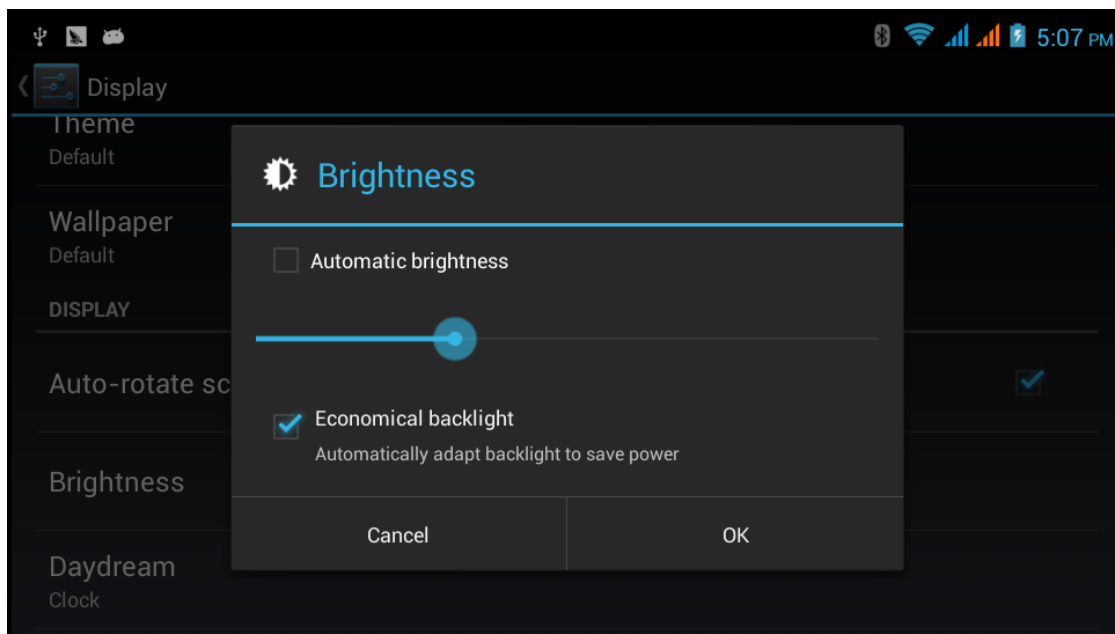 5:07 PM
Display
Theme
Default
Wallpaper
Default
DISPLAY
Auto-rotate sc
Brightness
Daydream
Clock
Brightness
Automatic brightness
Economical backlight
Automatically adapt backlight to save power
Cancel
OK